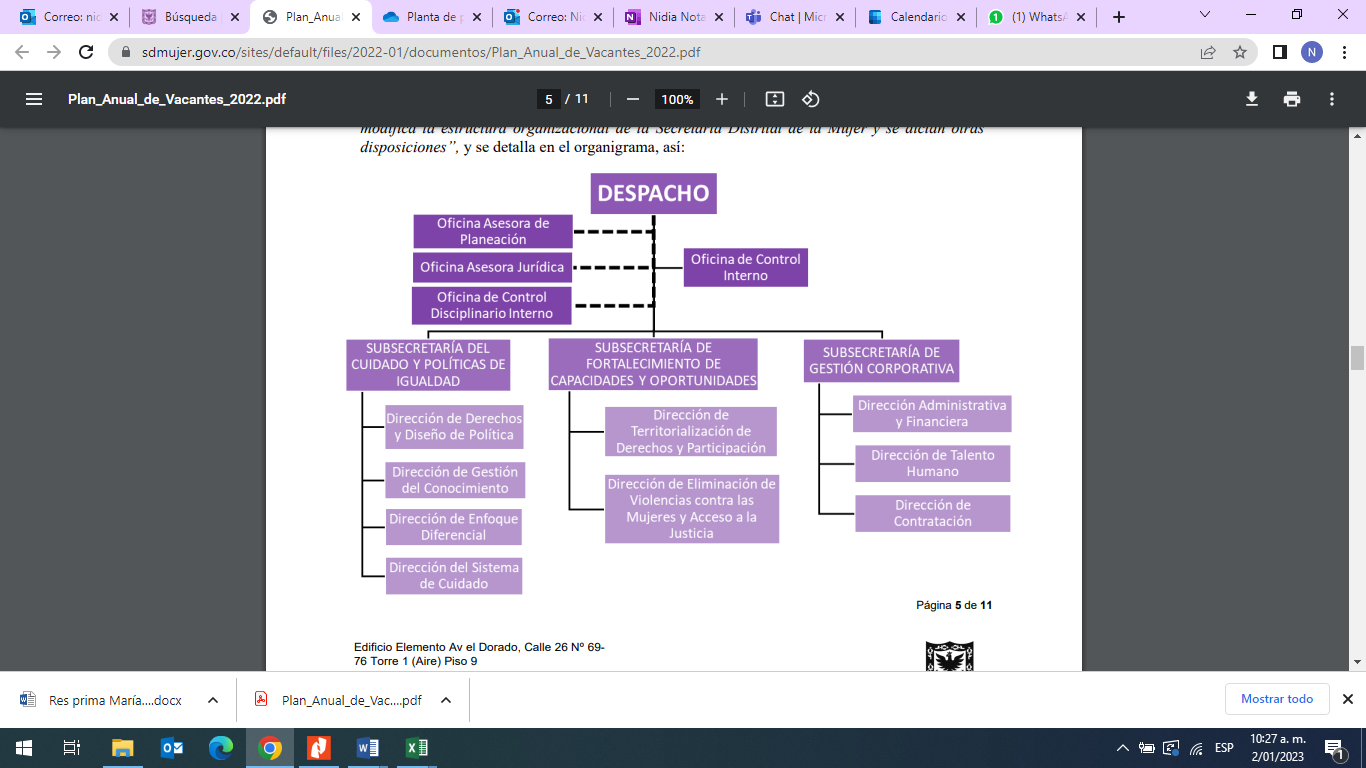 Correo: nic
Búsqueda
Plan_Anual
Planta de p
Correo: Nic
Nidia Nota
Chat | Micr
Calendario
(1) WhatsA
sdmujer.gov.co/sites/default/files/2022-01/documentos/Plan_Anual_de_Vacantes_2022.pdf
N
Plan_Anual_de_Vacantes_2022.pdf
5 / 11
100%
modifica la estructura organizacional de la Secretaría Distrital de la Mujer y se dictan otras
disposiciones”, y se detalla en el organigrama, así:
DESPACHO
Oficina Asesora de
Planeación
Oficina Asesora Jurídica
Oficina de Control
Disciplinario Interno
Oficina de Control
Interno
SUBSECRETARÍA DEL
CUIDADO Y POLÍTICAS DE
IGUALDAD
Dirección de Derechos
y Diseño de Política
Dirección de Gestión
del Conocimiento
Dirección de Enfoque
Diferencial
Dirección del Sistema
de Cuidado
SUBSECRETARÍA DE
FORTALECIMIENTO DE
CAPACIDADES Y OPORTUNIDADES
Dirección de
Territorialización de
Derechos y Participación
Dirección de Eliminación de
Violencias contra las
Mujeres y Acceso a la
Justicia
SUBSECRETARÍA DE
GESTIÓN CORPORATIVA
Dirección Administrativa
y Financiera
Dirección de Talento
Humano
Dirección de
Contratación
Página 5 de 11
Edificio Elemento Av el Dorado, Calle 26 Nº 69-
76 Torre 1 (Aire) Piso 9
Res prima María....docx
Plan_Anual_de_Vac....pdf
Mostrar todo
ESP
10:27 a. m.
2/01/2023
1